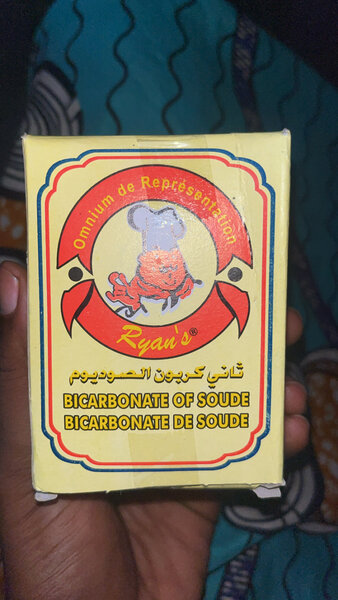 Omnium de Représentation
Ryan's®
ثاني كربون الصوديوم
BICARBONATE OF SOUDE
BICARBONATE DE SOUDE